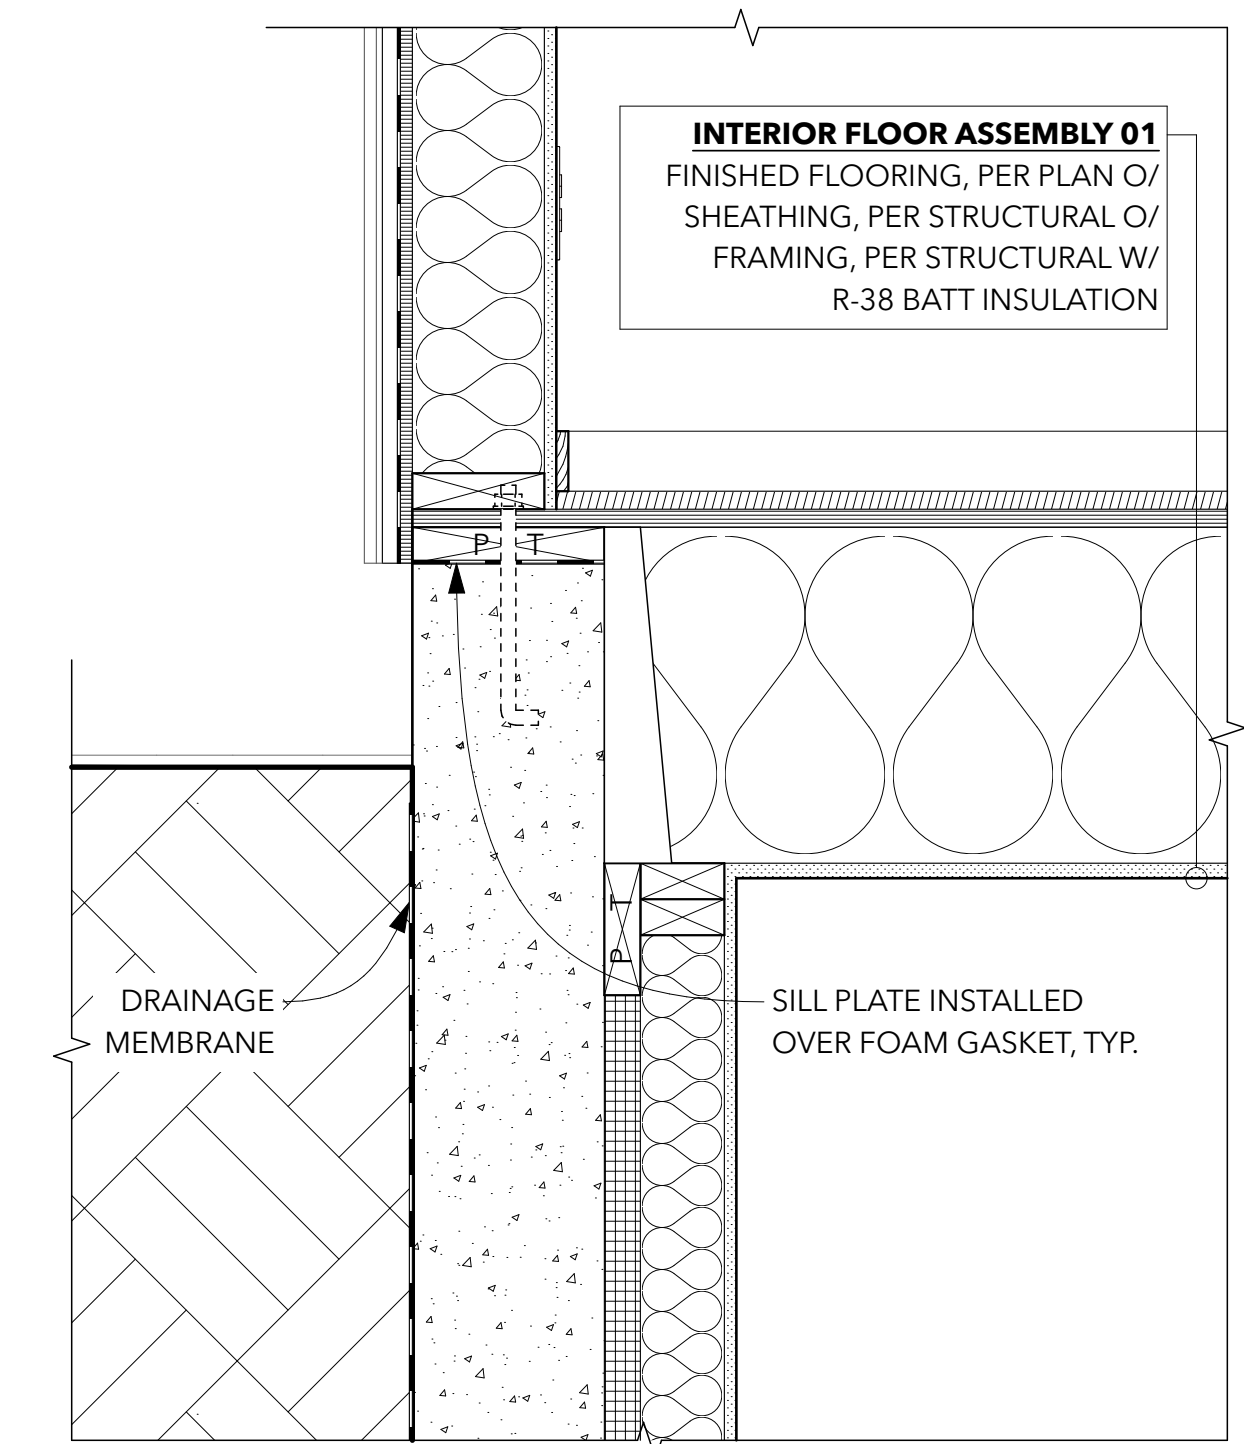 INTERIOR FLOOR ASSEMBLY 01
FINISHED FLOORING, PER PLAN O/
SHEATHING, PER STRUCTURAL O/
FRAMING, PER STRUCTURAL W/
R-38 BATT INSULATION
P T
P T
DRAINAGE
MEMBRANE
SILL PLATE INSTALLED
OVER FOAM GASKET, TYP.